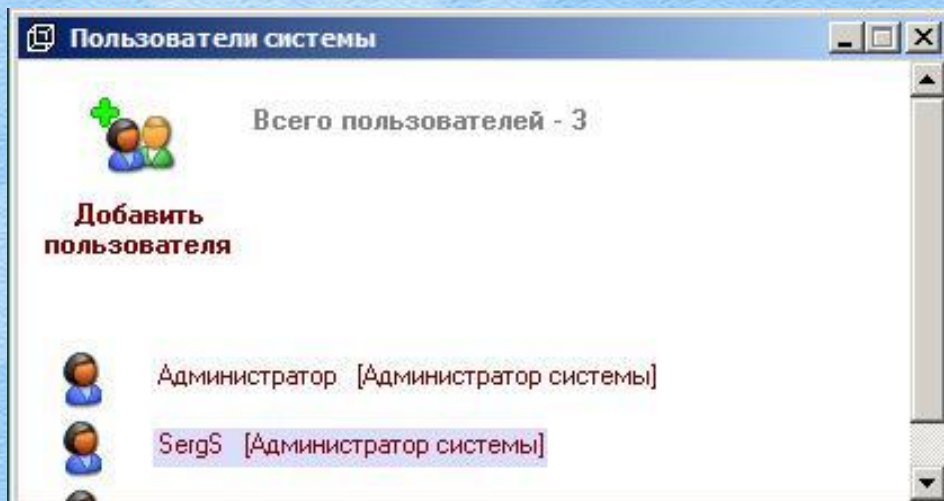 Пользователи системы
Всего пользователей - 3
Добавить
пользователя
Администратор [Администратор системы]
SergS [Администратор системы]